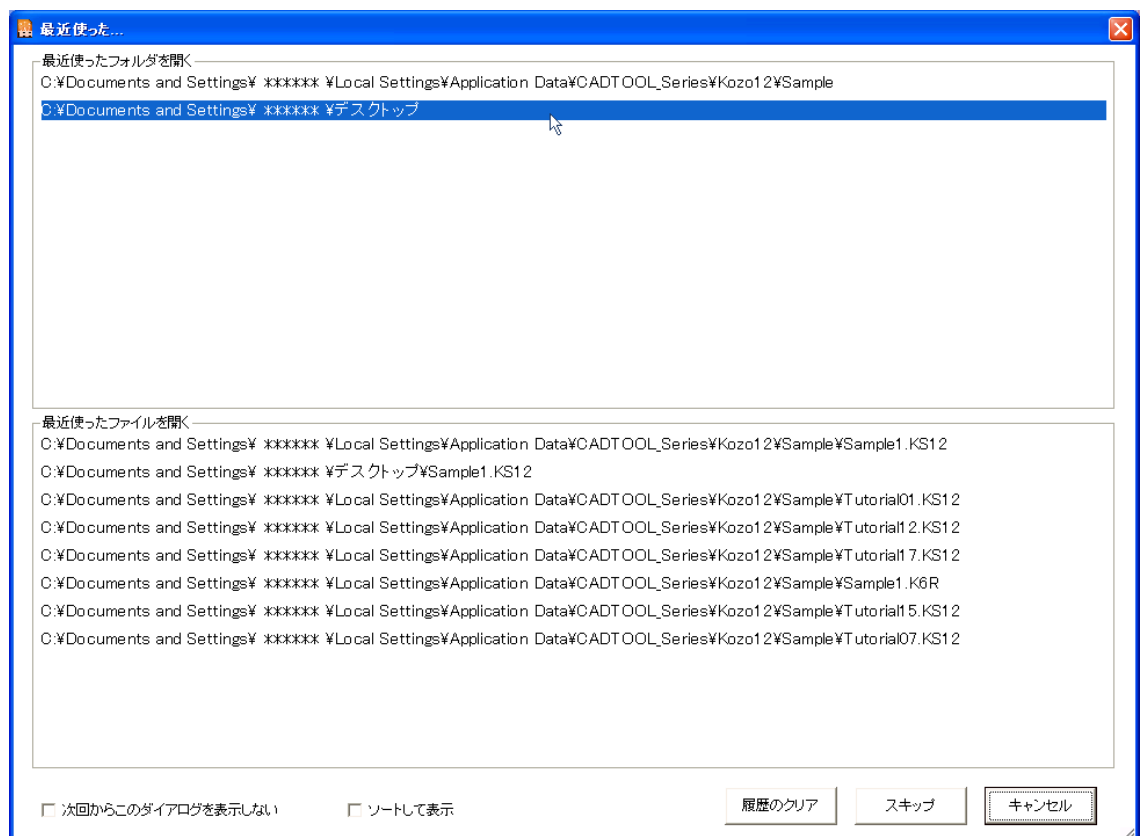 最近使った...
最近使ったフォルダを開く
C:¥Documents and Settings¥ ****** ¥Local Settings¥Application Data¥CADTOOL_Series¥Kozo12¥Sample
C:¥Documents and Settings¥ ****** ¥デスクトップ
最近使ったファイルを開く
C:¥Documents and Settings¥ ****** ¥Local Settings¥Application Data¥CADTOOL_Series¥Kozo12¥Sample¥Sample1.KS12
C:¥Documents and Settings¥ ****** ¥デスクトップ¥Sample1.KS12
C:¥Documents and Settings¥ ****** ¥Local Settings¥Application Data¥CADTOOL_Series¥Kozo12¥Sample¥Tutorial01.KS12
C:¥Documents and Settings¥ ****** ¥Local Settings¥Application Data¥CADTOOL_Series¥Kozo12¥Sample¥Tutorial12.KS12
C:¥Documents and Settings¥ ****** ¥Local Settings¥Application Data¥CADTOOL_Series¥Kozo12¥Sample¥Tutorial17.KS12
C:¥Documents and Settings¥ ****** ¥Local Settings¥Application Data¥CADTOOL_Series¥Kozo12¥Sample¥Sample1.K6R
C:¥Documents and Settings¥ ****** ¥Local Settings¥Application Data¥CADTOOL_Series¥Kozo12¥Sample¥Tutorial15.KS12
C:¥Documents and Settings¥ ****** ¥Local Settings¥Application Data¥CADTOOL_Series¥Kozo12¥Sample¥Tutorial07.KS12
次回からこのダイアログを表示しない ソートして表示 履歴のクリア スキップ キャンセル